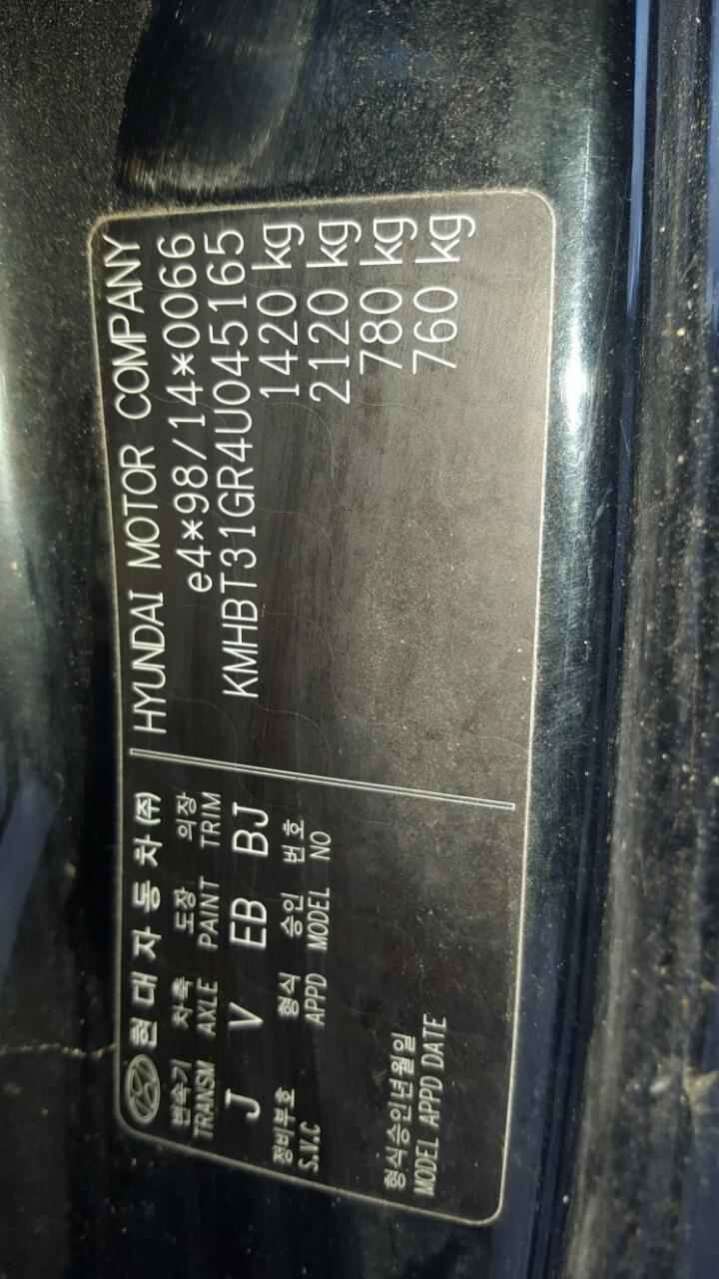 현대자동차(주)
변속기 차축 도장 의장
TRANSM AXLE PAINT TRIM
J V EB BJ
정비부호 형식 승인 번호
S.V.C APPD MODEL NO
형식승인년월일
MODEL APPD DATE
HYUNDAI MOTOR COMPANY
e4*98/14*0066
KMHBT31GR4U045165
1420 kg
2120 kg
780 kg
760 kg